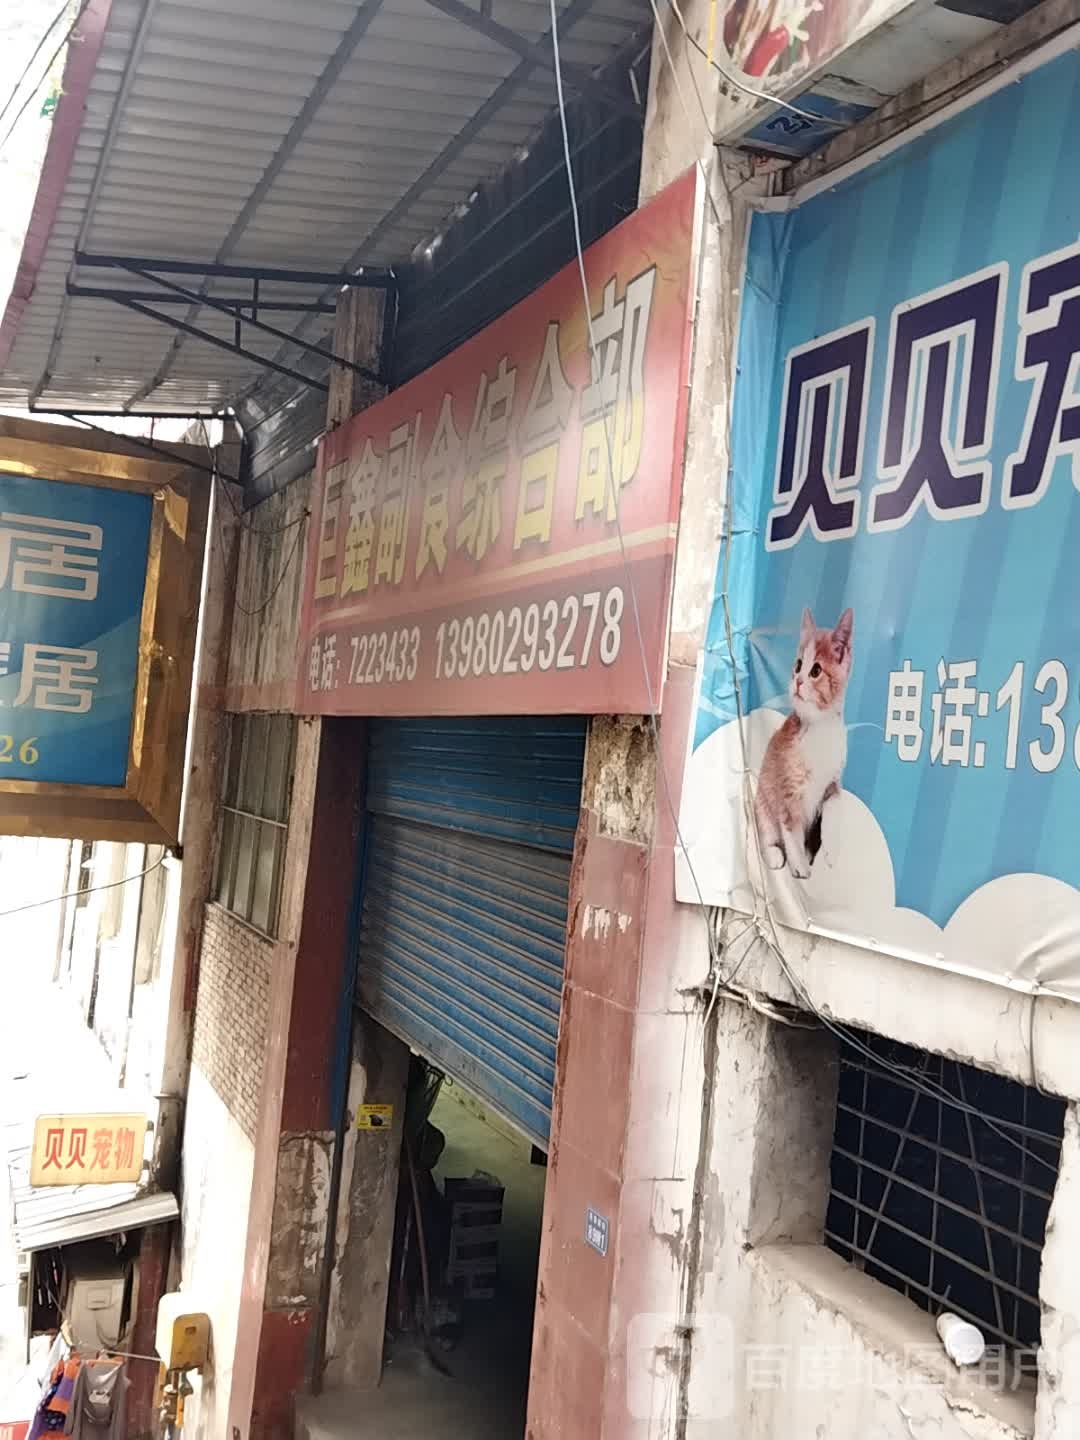 巨鑫副食综合部
电话：7223433 13980293278
贝贝宠
电话:138
居
居
26
贝贝宠物
百度地图用户